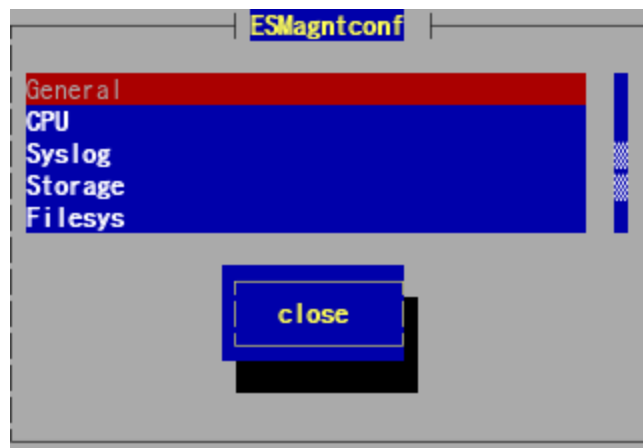 ESMagntconf
General
CPU
Syslog
Storage
Filesys
close